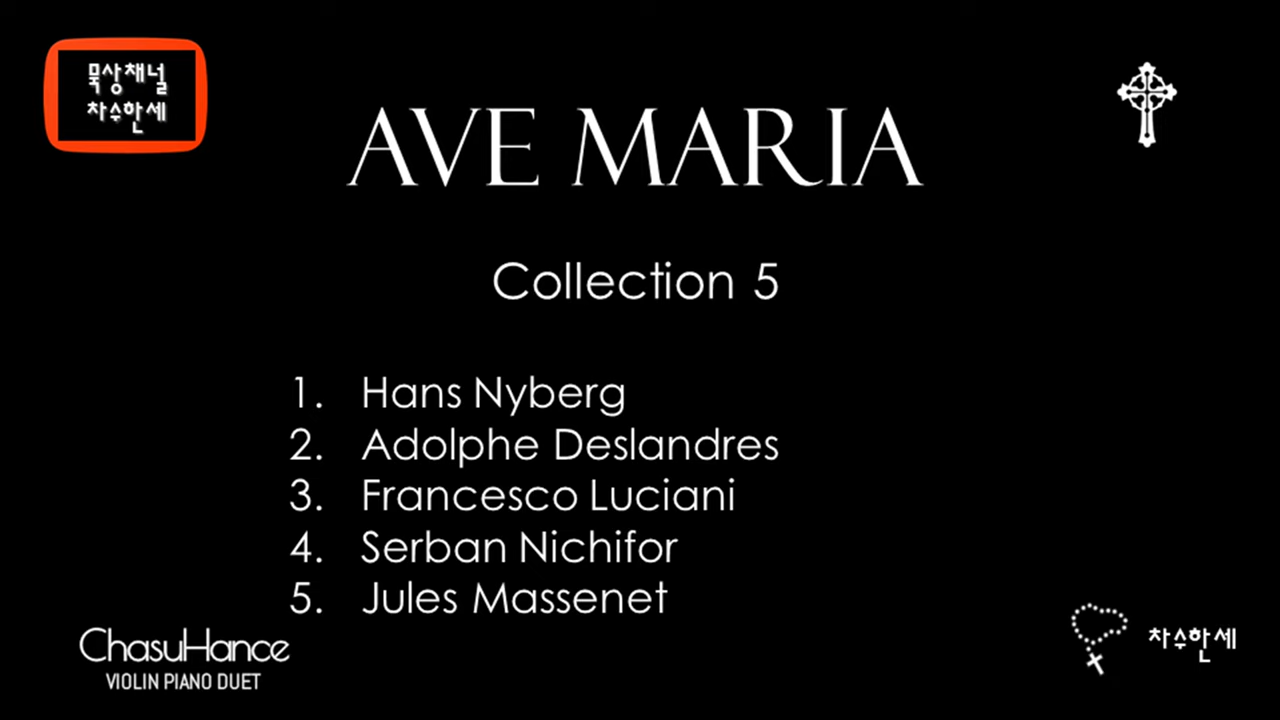 묵상채널
차수한세
AVE MARIA
Collection 5
1. Hans Nyberg
2. Adolphe Deslandres
3. Francesco Luciani
4. Serban Nichifor
5. Jules Massenet
ChasuHance
VIOLIN PIANO DUET
차수한세